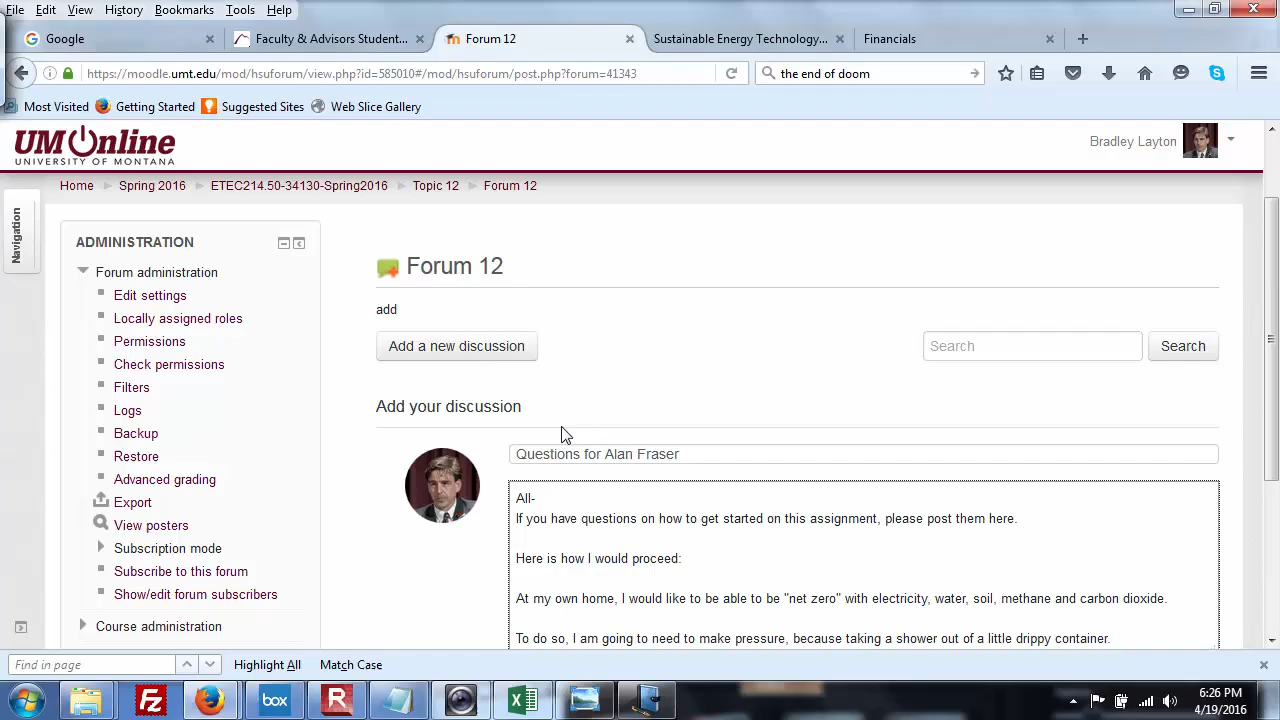 File Edit View History Bookmarks Tools Help
Google Faculty & Advisors Student... Forum 12 Sustainable Energy Technology... Financials
https://moodle.umt.edu/mod/hsuforum/view.php?id=585010#/mod/hsuforum/post.php?forum=41343 the end of doom
Most Visited Getting Started Suggested Sites Web Slice Gallery
UM Online
UNIVERSITY OF MONTANA
Bradley Layton
Home Spring 2016 ETEC214.50-34130-Spring2016 Topic 12 Forum 12
Navigation
ADMINISTRATION
Forum administration
Edit settings
Locally assigned roles
Permissions
Check permissions
Filters
Logs
Backup
Restore
Advanced grading
Export
View posters
Subscription mode
Subscribe to this forum
Show/edit forum subscribers
Course administration
Forum 12
add
Add a new discussion Search Search
Add your discussion
Questions for Alan Fraser
All-
If you have questions on how to get started on this assignment, please post them here.
Here is how I would proceed:
At my own home, I would like to be able to be "net zero" with electricity, water, soil, methane and carbon dioxide.
To do so, I am going to need to make pressure, because taking a shower out of a little drippy container.
Find in page Highlight All Match Case
box
6:26 PM
4/19/2016